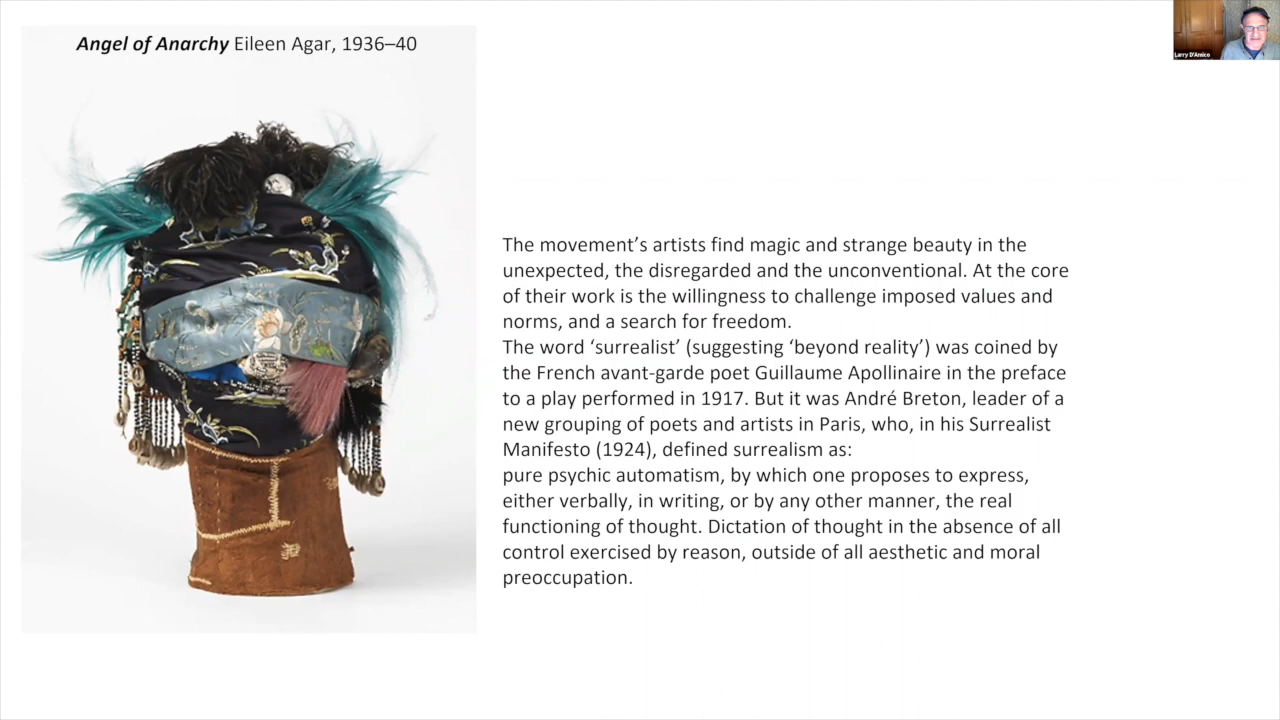 Angel of Anarchy Eileen Agar, 1936–40
Larry D'Amico
The movement’s artists find magic and strange beauty in the
unexpected, the disregarded and the unconventional. At the core
of their work is the willingness to challenge imposed values and
norms, and a search for freedom.
The word ‘surrealist’ (suggesting ‘beyond reality’) was coined by
the French avant-garde poet Guillaume Apollinaire in the preface
to a play performed in 1917. But it was André Breton, leader of a
new grouping of poets and artists in Paris, who, in his Surrealist
Manifesto (1924), defined surrealism as:
pure psychic automatism, by which one proposes to express,
either verbally, in writing, or by any other manner, the real
functioning of thought. Dictation of thought in the absence of all
control exercised by reason, outside of all aesthetic and moral
preoccupation.